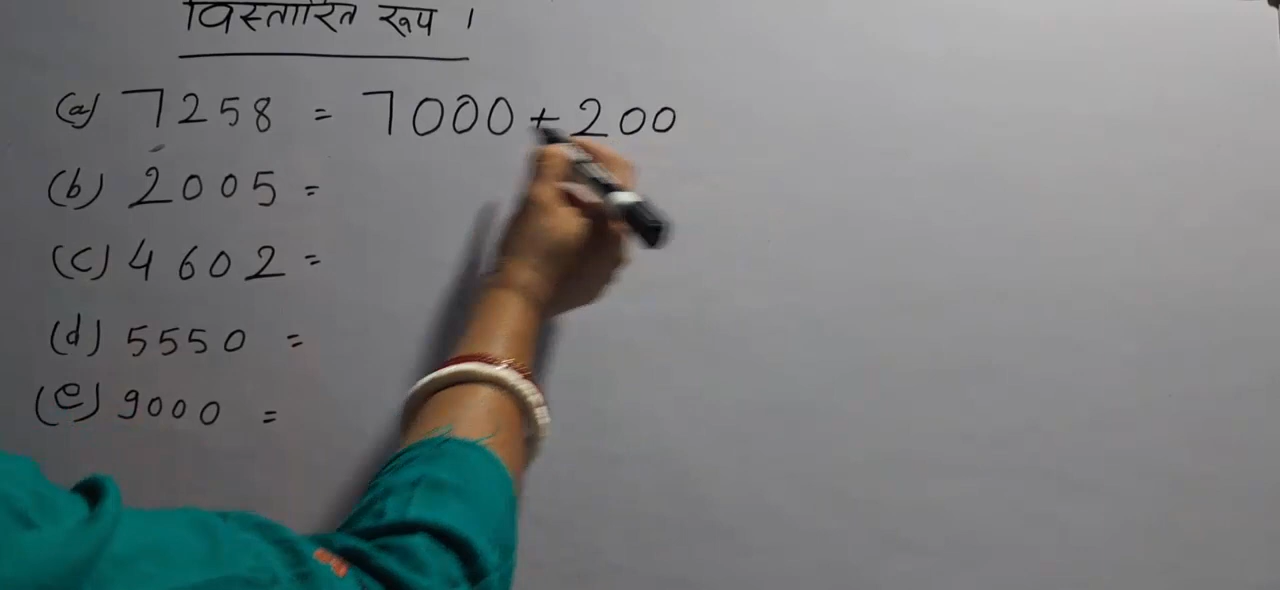 विस्तारित रूप ।
(a) 7258 = 7000 + 200
(b) 2005 =
(c) 4602 =
(d) 5550 =
(e) 9000 =